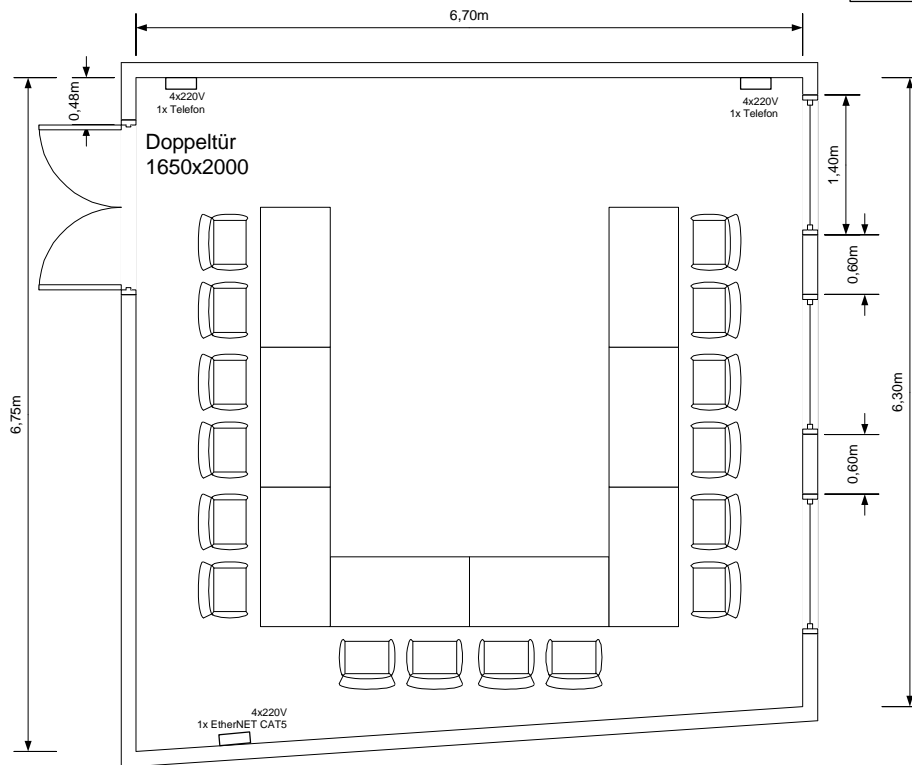 6,70m
0,48m
4x220V
1x Telefon
4x220V
1x Telefon
Doppeltür
1650x2000
1,40m
0,60m
6,75m
6,30m
0,60m
4x220V
1x EtherNET CAT5